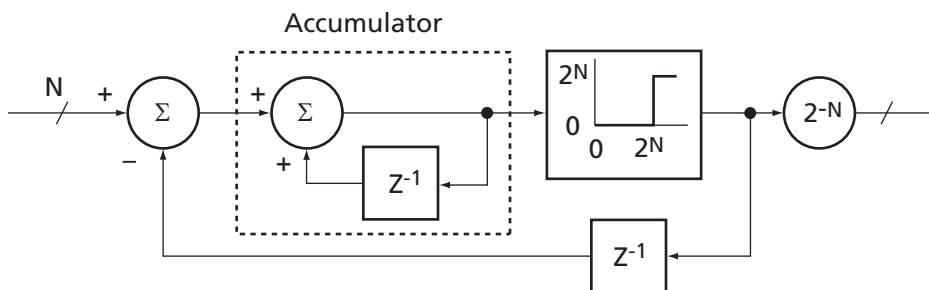 Accumulator
N
+
Σ
−
+
Σ
+
Z⁻¹
2ᴺ
0
0
2ᴺ
2⁻ᴺ
Z⁻¹